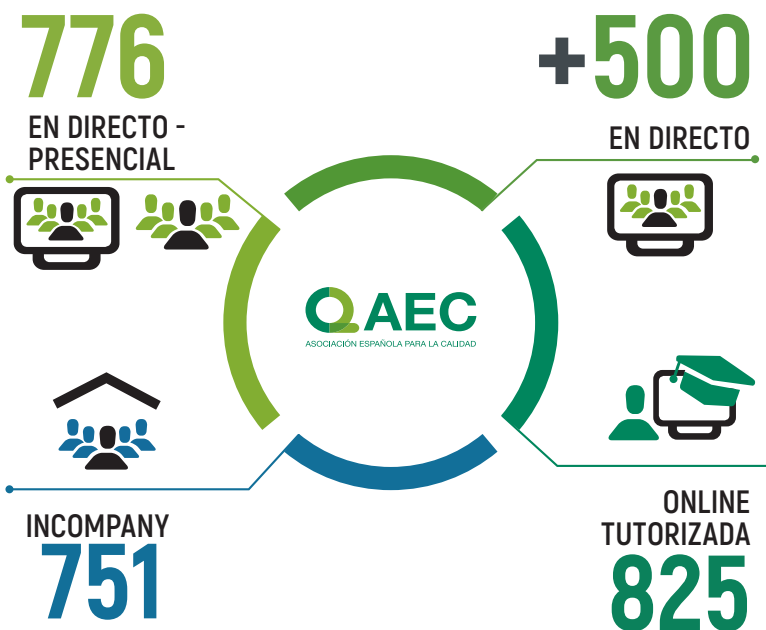 776
EN DIRECTO -
PRESENCIAL
+500
EN DIRECTO
AEC
ASOCIACIÓN ESPAÑOLA PARA LA CALIDAD
INCOMPANY
751
ONLINE
TUTORIZADA
825